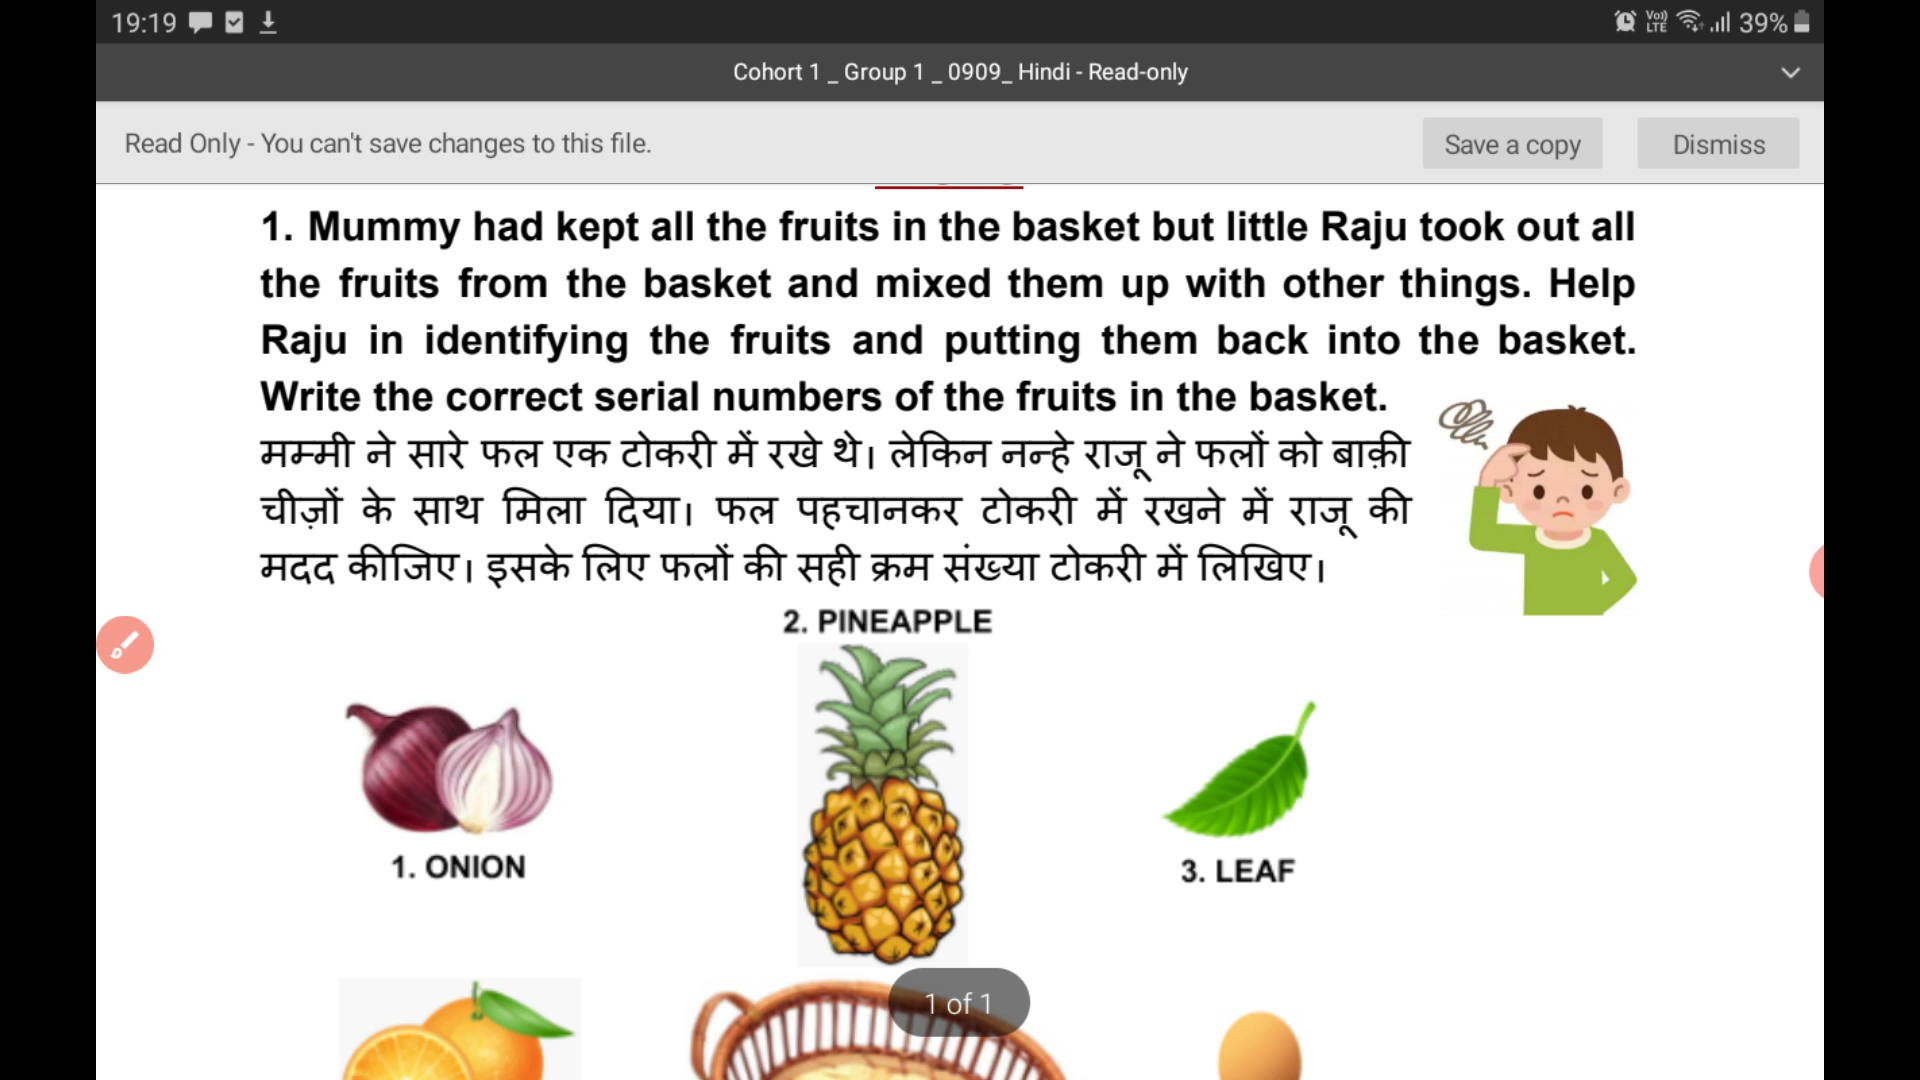 19:19
Vo)) LTE 39%
Cohort 1 _ Group 1 _ 0909_ Hindi - Read-only
Read Only - You can't save changes to this file.
Save a copy
Dismiss
1. Mummy had kept all the fruits in the basket but little Raju took out all
the fruits from the basket and mixed them up with other things. Help
Raju in identifying the fruits and putting them back into the basket.
Write the correct serial numbers of the fruits in the basket.
मम्मी ने सारे फल एक टोकरी में रखे थे। लेकिन नन्हे राजू ने फलों को बाक़ी
चीज़ों के साथ मिला दिया। फल पहचानकर टोकरी में रखने में राजू की
मदद कीजिए। इसके लिए फलों की सही क्रम संख्या टोकरी में लिखिए।
2. PINEAPPLE
1. ONION
3. LEAF
1 of 1